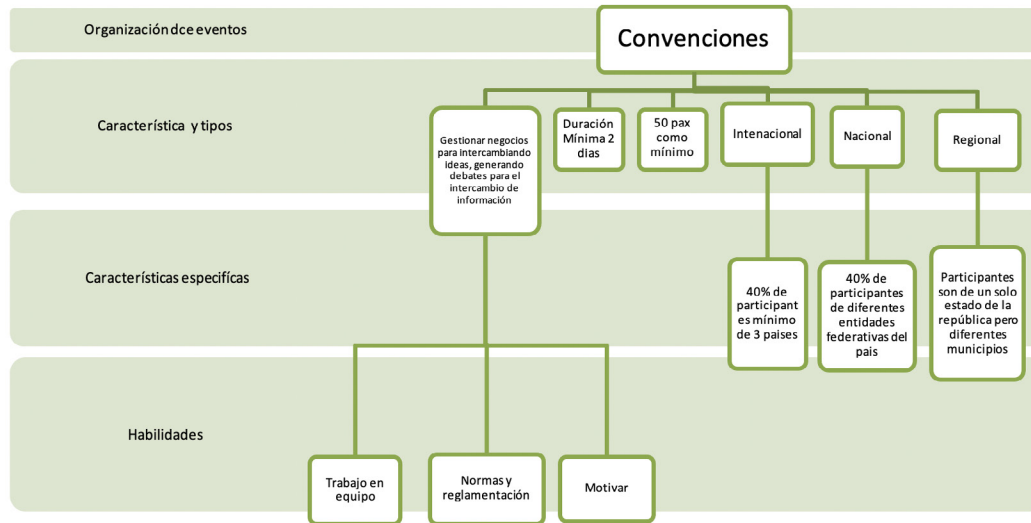 Organización dce eventos
Convenciones
Característica y tipos
Gestionar negocios
para intercambiando
ideas, generando
debates para el
intercambio de
información
Duración
Mínima 2
dias
50 pax
como
mínimo
Intenacional
Nacional
Regional
Características especifícas
40% de
participant
es mínimo
de 3 paises
40% de
participantes
de diferentes
entidades
federativas del
pais
Participantes
son de un solo
estado de la
república pero
diferentes
municipios
Habilidades
Trabajo en
equipo
Normas y
reglamentación
Motivar